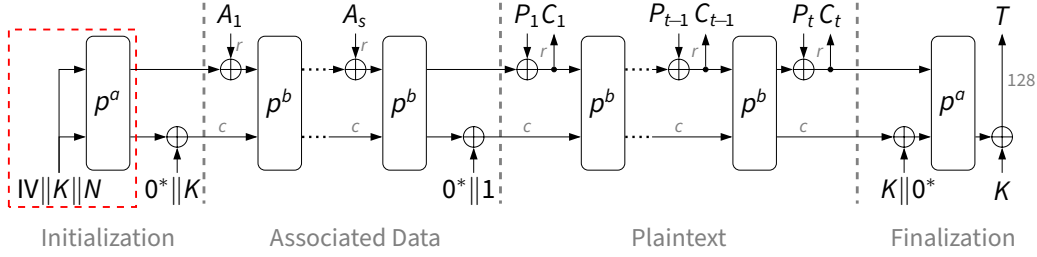 A₁ Aₛ P₁ C₁ Pₜ₋₁ Cₜ₋₁ Pₜ Cₜ T
r r r r r
pᵃ pᵇ pᵇ pᵇ pᵇ pᵃ 128
c c c c c
IV‖K‖N 0*‖K 0*‖1 K‖0* K
Initialization Associated Data Plaintext Finalization